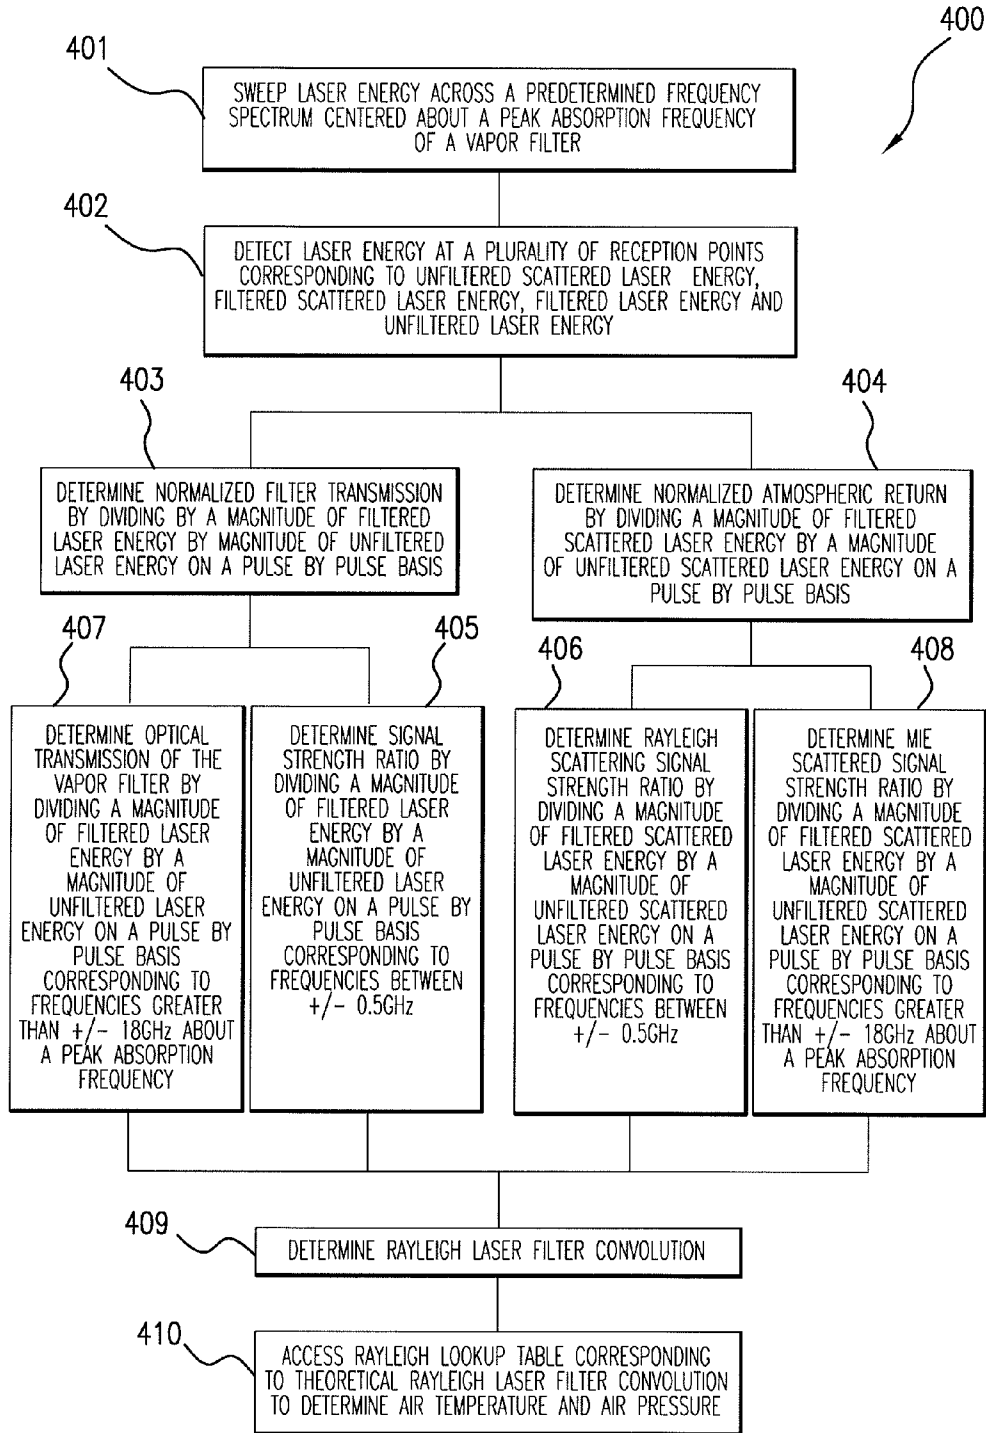 400
401
SWEEP LASER ENERGY ACROSS A PREDETERMINED FREQUENCY
SPECTRUM CENTERED ABOUT A PEAK ABSORPTION FREQUENCY
OF A VAPOR FILTER
402
DETECT LASER ENERGY AT A PLURALITY OF RECEPTION POINTS
CORRESPONDING TO UNFILTERED SCATTERED LASER ENERGY,
FILTERED SCATTERED LASER ENERGY, FILTERED LASER ENERGY AND
UNFILTERED LASER ENERGY
403
DETERMINE NORMALIZED FILTER TRANSMISSION
BY DIVIDING BY A MAGNITUDE OF FILTERED
LASER ENERGY BY MAGNITUDE OF UNFILTERED
LASER ENERGY ON A PULSE BY PULSE BASIS
404
DETERMINE NORMALIZED ATMOSPHERIC RETURN
BY DIVIDING A MAGNITUDE OF FILTERED
SCATTERED LASER ENERGY BY A MAGNITUDE
OF UNFILTERED SCATTERED LASER ENERGY ON A
PULSE BY PULSE BASIS
407
DETERMINE OPTICAL
TRANSMISSION OF THE
VAPOR FILTER BY
DIVIDING A MAGNITUDE
OF FILTERED LASER
ENERGY BY A
MAGNITUDE OF
UNFILTERED LASER
ENERGY ON A PULSE BY
PULSE BASIS
CORRESPONDING TO
FREQUENCIES GREATER
THAN +/- 18GHz ABOUT
A PEAK ABSORPTION
FREQUENCY
405
DETERMINE SIGNAL
STRENGTH RATIO BY
DIVIDING A MAGNITUDE
OF FILTERED LASER
ENERGY BY A
MAGNITUDE OF
UNFILTERED LASER
ENERGY ON A PULSE BY
PULSE BASIS
CORRESPONDING TO
FREQUENCIES BETWEEN
+/- 0.5GHz
406
DETERMINE RAYLEIGH
SCATTERING SIGNAL
STRENGTH RATIO BY
DIVIDING A MAGNITUDE
OF FILTERED SCATTERED
LASER ENERGY BY A
MAGNITUDE OF
UNFILTERED SCATTERED
LASER ENERGY ON A
PULSE BY PULSE BASIS
CORRESPONDING TO
FREQUENCIES BETWEEN
+/- 0.5GHz
408
DETERMINE MIE
SCATTERED SIGNAL
STRENGTH RATIO BY
DIVIDING A MAGNITUDE
OF FILTERED SCATTERED
LASER ENERGY BY A
MAGNITUDE OF
UNFILTERED SCATTERED
LASER ENERGY ON A
PULSE BY PULSE BASIS
CORRESPONDING TO
FREQUENCIES GREATER
THAN +/- 18GHz ABOUT
A PEAK ABSORPTION
FREQUENCY
409
DETERMINE RAYLEIGH LASER FILTER CONVOLUTION
410
ACCESS RAYLEIGH LOOKUP TABLE CORRESPONDING
TO THEORETICAL RAYLEIGH LASER FILTER CONVOLUTION
TO DETERMINE AIR TEMPERATURE AND AIR PRESSURE